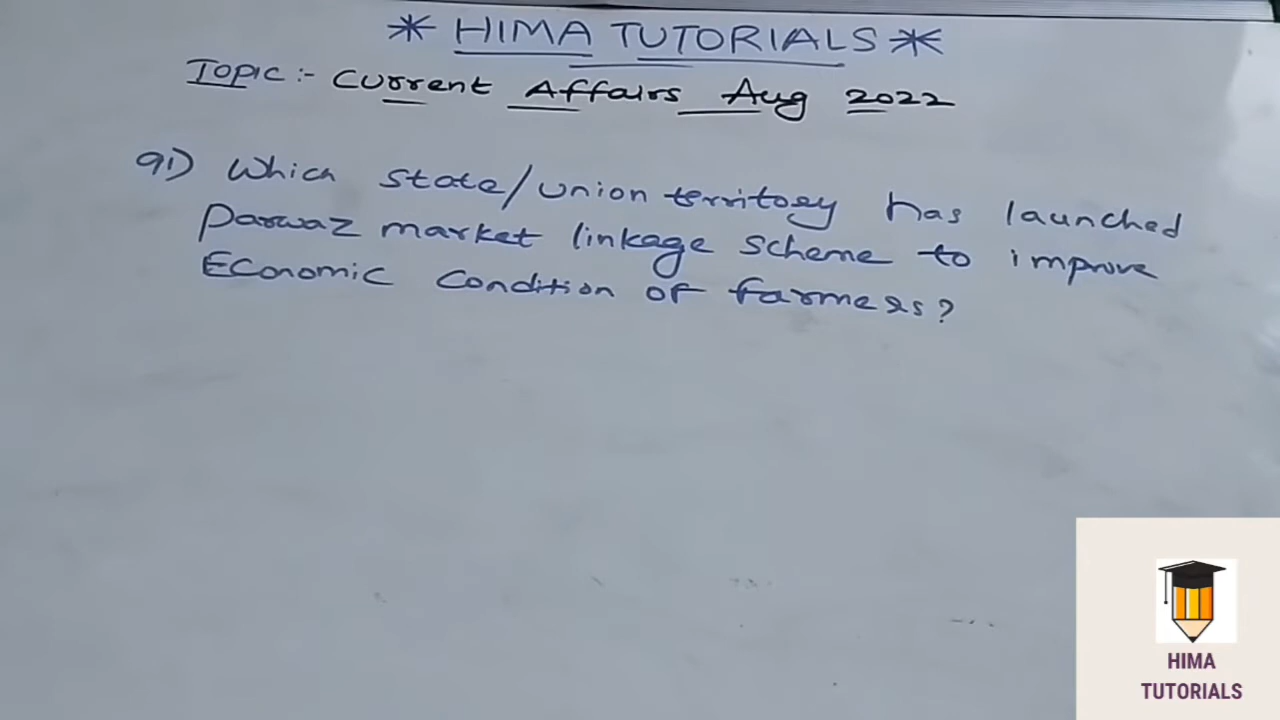 * HIMA TUTORIALS *
Topic:- Current Affairs Aug 2022
91) Which state/union territory has launched
Parwaz market linkage scheme to improve
Economic Condition of farmers?
HIMA
TUTORIALS